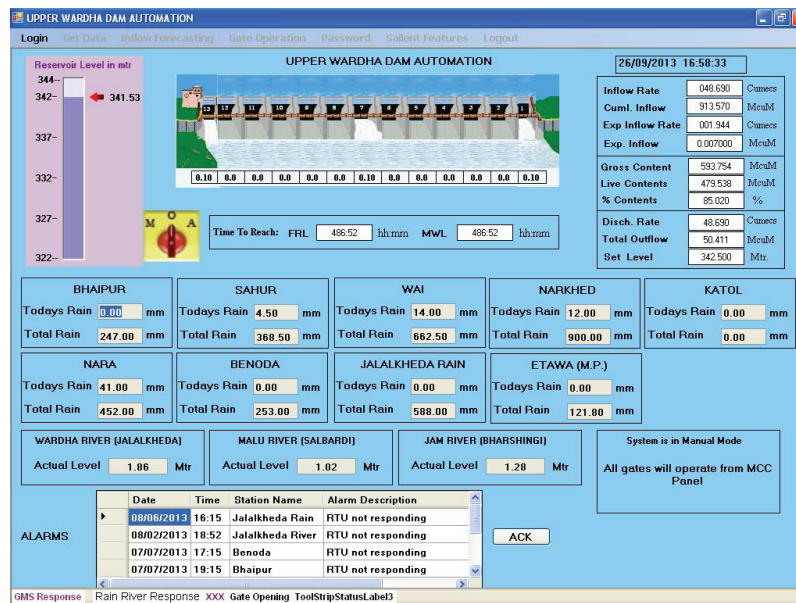 UPPER WARDHA DAM AUTOMATION
Login Get Data Inflow Forecasting Gate Operation Password Salient Features Logout
Reservoir Level in mtr
344--
342-- 341.53
337--
332--
327--
322--
UPPER WARDHA DAM AUTOMATION
13 12 11 10 9 8 7 6 5 4 3 2 1
0.10 0.0 0.0 0.0 0.0 0.0 0.10 0.0 0.0 0.0 0.0 0.0 0.10
M O A
Time To Reach: FRL 486:52 hh:mm MWL 486:52 hh:mm
26/09/2013 16:58:33
Inflow Rate 048.690 Cumecs
Cuml. Inflow 913.570 McuM
Exp Inflow Rate 001.944 Cumecs
Exp. Inflow 0.007000 McuM
Gross Content 593.754 McuM
Live Contents 479.538 McuM
% Contents 85.020 %
Disch. Rate 48.690 Cumecs
Total Outflow 50.411 McuM
Set Level 342.500 Mtr.
BHAIPUR
Todays Rain 0.00 mm
Total Rain 247.00 mm
SAHUR
Todays Rain 4.50 mm
Total Rain 368.50 mm
WAI
Todays Rain 14.00 mm
Total Rain 662.50 mm
NARKHED
Todays Rain 12.00 mm
Total Rain 900.00 mm
KATOL
Todays Rain 0.00 mm
Total Rain 0.00 mm
NARA
Todays Rain 41.00 mm
Total Rain 452.00 mm
BENODA
Todays Rain 0.00 mm
Total Rain 253.00 mm
JALALKHEDA RAIN
Todays Rain 0.00 mm
Total Rain 588.00 mm
ETAWA (M.P.)
Todays Rain 0.00 mm
Total Rain 121.80 mm
WARDHA RIVER (JALALKHEDA)
Actual Level 1.86 Mtr
MALU RIVER (SALBARDI)
Actual Level 1.02 Mtr
JAM RIVER (BHARSHINGI)
Actual Level 1.28 Mtr
System is in Manual Mode
All gates will operate from MCC
Panel
ALARMS
Date Time Station Name Alarm Description
08/06/2013 16:15 Jalalkheda Rain RTU not responding
08/02/2013 18:52 Jalalkheda River RTU not responding
07/07/2013 17:15 Benoda RTU not responding
07/07/2013 19:15 Bhaipur RTU not responding
ACK
GMS Response Rain River Response XXX Gate Opening ToolStripStatusLabel3